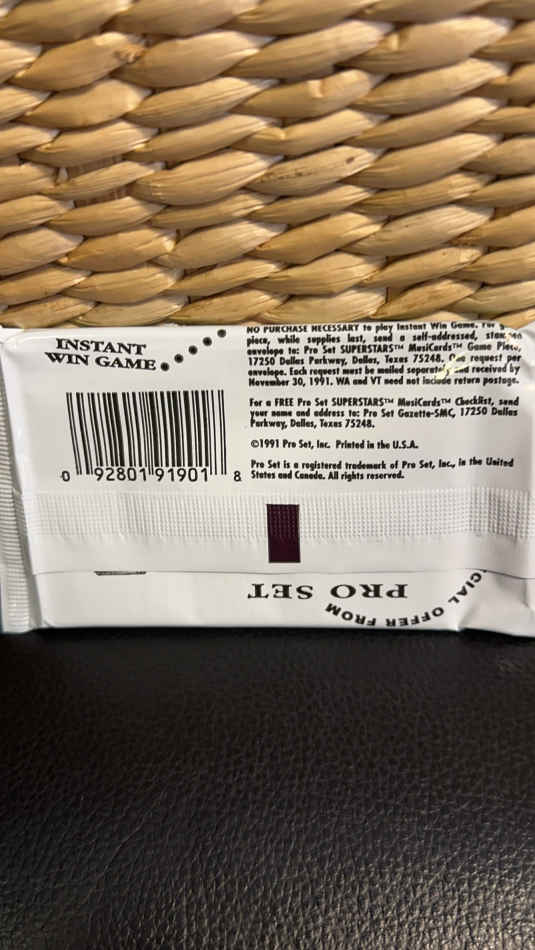 INSTANT
WIN GAME
NO PURCHASE NECESSARY to play Instant Win Game. For
piece, while supplies last, send a self-addressed, stamped
envelope to: Pro Set SUPERSTARS™ MusiCards™ Game Piece,
17250 Dallas Parkway, Dallas, Texas 75248. One request per
envelope. Each request must be mailed separately and received by
November 30, 1991. WA and VT need not include return postage.
For a FREE Pro Set SUPERSTARS™ MusiCards™ Checklist, send
your name and address to: Pro Set Gazette-SMC, 17250 Dallas
Parkway, Dallas, Texas 75248.
©1991 Pro Set, Inc. Printed in the U.S.A.
Pro Set is a registered trademark of Pro Set, Inc., in the United
States and Canada. All rights reserved.
0 92801 91901 8
OFFER FROM
PRO SET